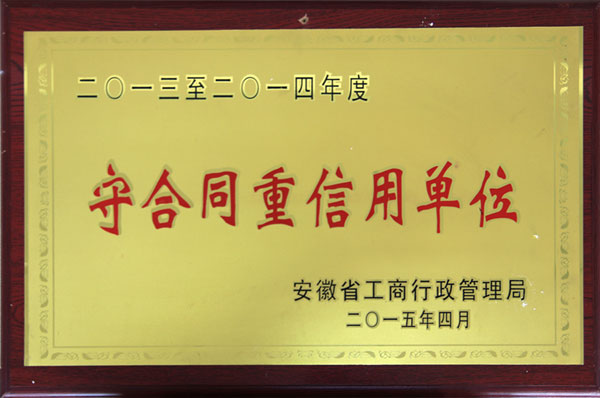 二〇一三至二〇一四年度
守合同重信用单位
安徽省工商行政管理局
二〇一五年四月